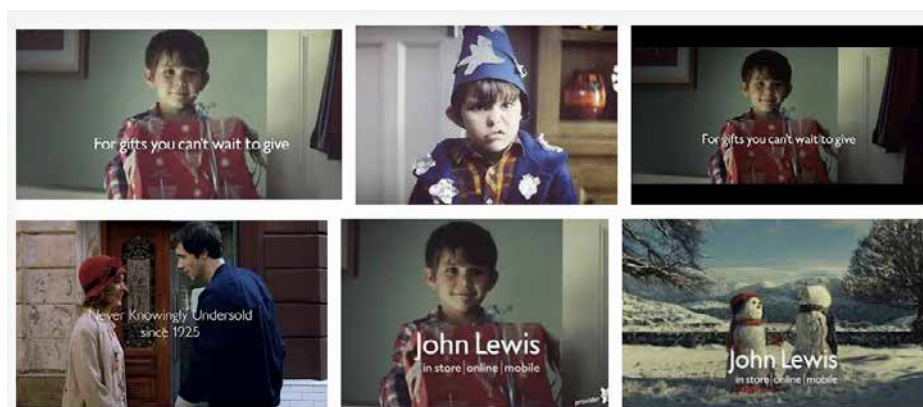 For gifts you can't wait to give
For gifts you can't wait to give
Never Knowingly Undersold
since 1925
John Lewis
in store|online|mobile
provider
John Lewis
in store|online|mobile